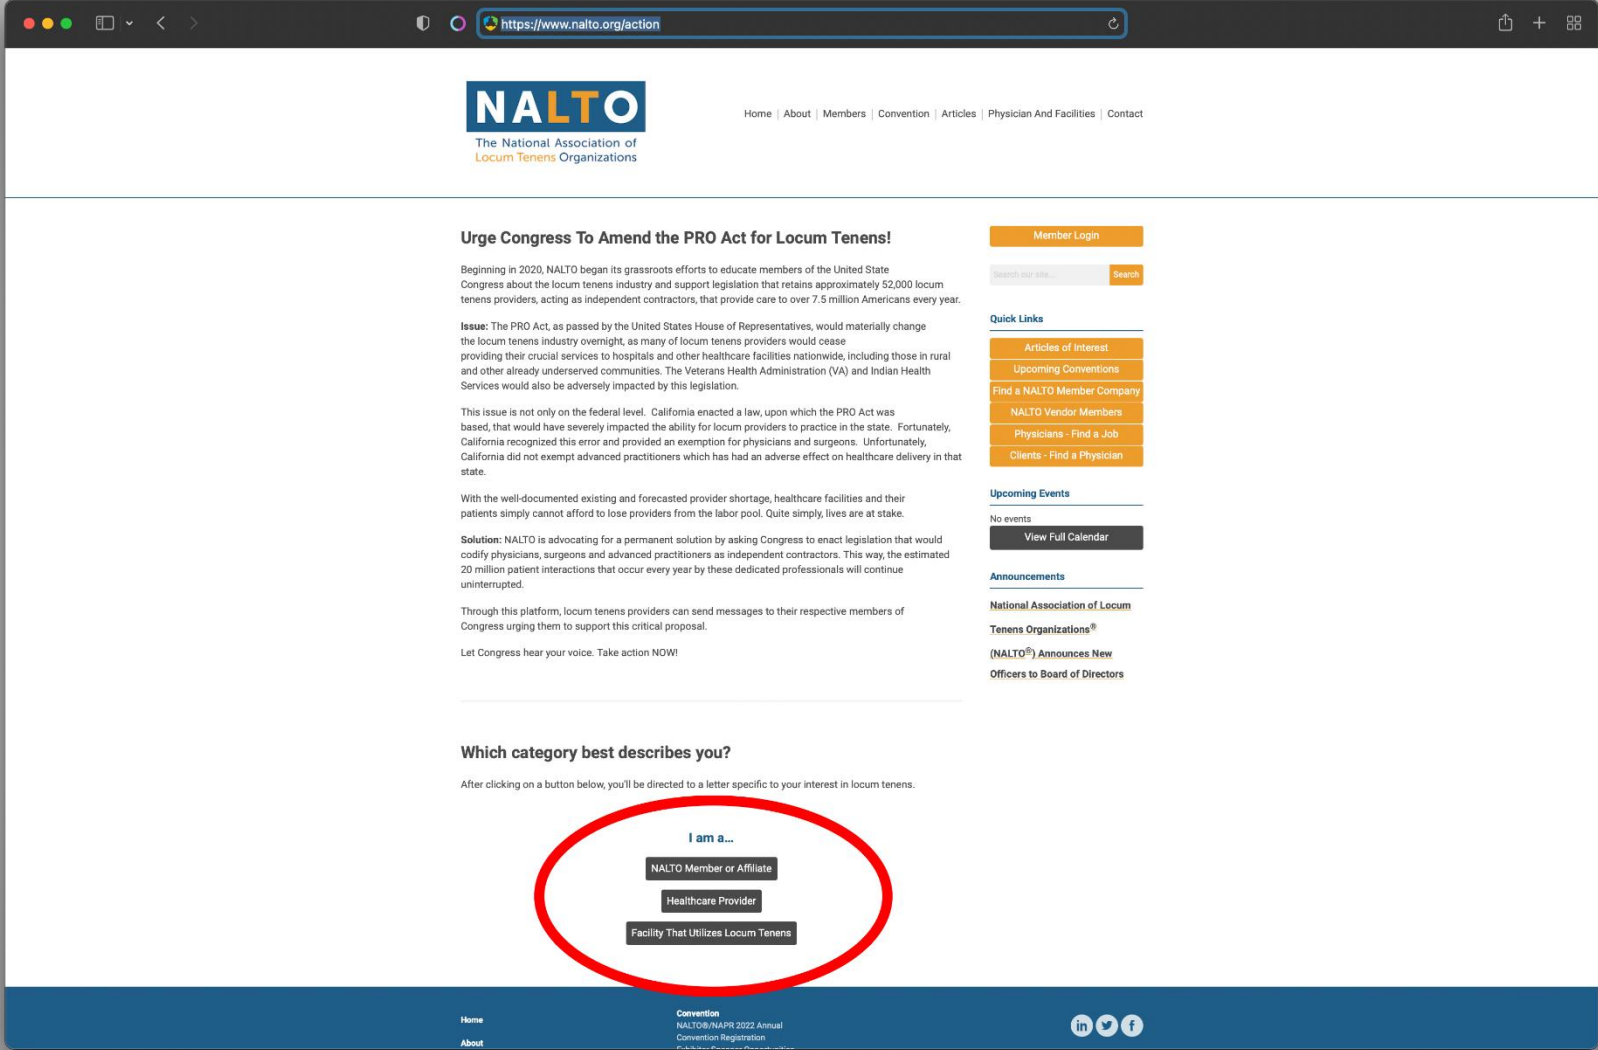 https://www.nalto.org/action
NALTO
The National Association of
Locum Tenens Organizations
Home | About | Members | Convention | Articles | Physician And Facilities | Contact
Urge Congress To Amend the PRO Act for Locum Tenens!
Beginning in 2020, NALTO began its grassroots efforts to educate members of the United State
Congress about the locum tenens industry and support legislation that retains approximately 52,000 locum
tenens providers, acting as independent contractors, that provide care to over 7.5 million Americans every year.
Issue: The PRO Act, as passed by the United States House of Representatives, would materially change
the locum tenens industry overnight, as many of locum tenens providers would cease
providing their crucial services to hospitals and other healthcare facilities nationwide, including those in rural
and other already underserved communities. The Veterans Health Administration (VA) and Indian Health
Services would also be adversely impacted by this legislation.
This issue is not only on the federal level.  California enacted a law, upon which the PRO Act was
based, that would have severely impacted the ability for locum providers to practice in the state.  Fortunately,
California recognized this error and provided an exemption for physicians and surgeons.  Unfortunately,
California did not exempt advanced practitioners which has had an adverse effect on healthcare delivery in that
state.
With the well-documented existing and forecasted provider shortage, healthcare facilities and their
patients simply cannot afford to lose providers from the labor pool. Quite simply, lives are at stake.
Solution: NALTO is advocating for a permanent solution by asking Congress to enact legislation that would
codify physicians, surgeons and advanced practitioners as independent contractors. This way, the estimated
20 million patient interactions that occur every year by these dedicated professionals will continue
uninterrupted.
Through this platform, locum tenens providers can send messages to their respective members of
Congress urging them to support this critical proposal.
Let Congress hear your voice. Take action NOW!
Member Login
Search our site...
Search
Quick Links
Articles of Interest
Upcoming Conventions
Find a NALTO Member Company
NALTO Vendor Members
Physicians - Find a Job
Clients - Find a Physician
Upcoming Events
No events
View Full Calendar
Announcements
National Association of Locum
Tenens Organizations®
(NALTO®) Announces New
Officers to Board of Directors
Which category best describes you?
After clicking on a button below, you'll be directed to a letter specific to your interest in locum tenens.
I am a...
NALTO Member or Affiliate
Healthcare Provider
Facility That Utilizes Locum Tenens
Home
About
Convention
NALTO®/NAPR 2022 Annual
Convention Registration
Exhibitor Sponsor Opportunities
in
f